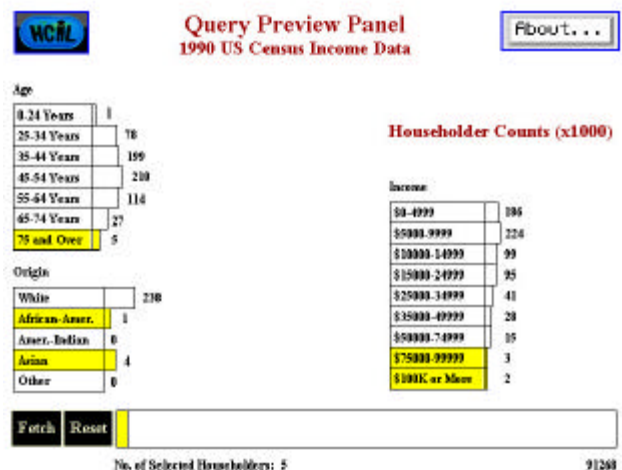 HCIL
Query Preview Panel
1990 US Census Income Data
About...
Age
0-24 Years 1
25-34 Years 78
35-44 Years 199
45-54 Years 210
55-64 Years 114
65-74 Years 27
75 and Over 5
Origin
White 230
African-Amer. 1
Amer.-Indian 0
Asian 4
Other 0
Householder Counts (x1000)
Income
$0-4999 186
$5000-9999 224
$10000-14999 99
$15000-24999 95
$25000-34999 41
$35000-49999 20
$50000-74999 15
$75000-99999 3
$100K or More 2
Fetch Reset
No. of Selected Householders: 5 91260